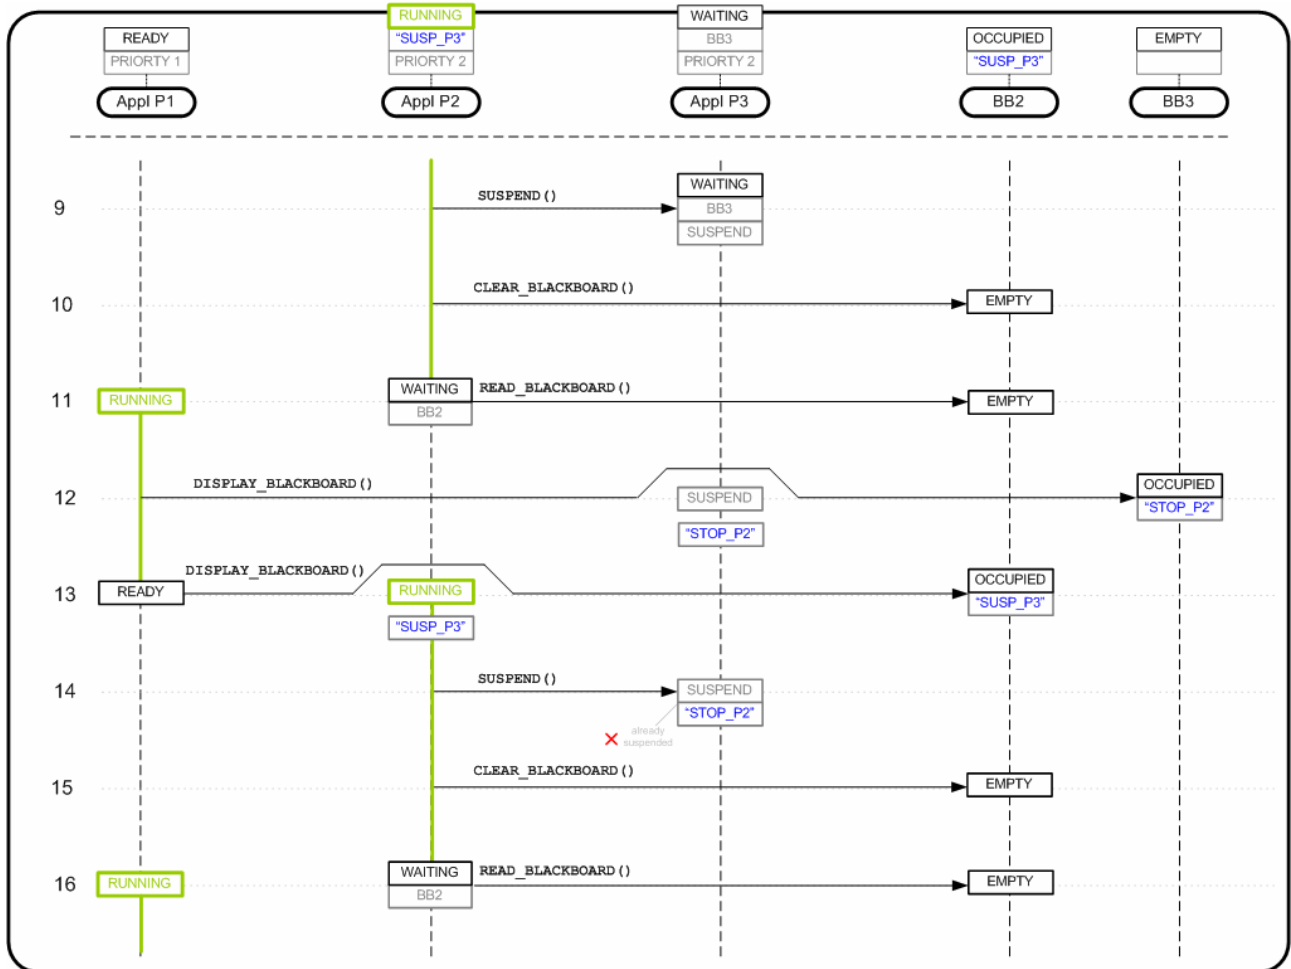 RUNNING
WAITING
READY
"SUSP_P3"
BB3
OCCUPIED
EMPTY
PRIORTY 1
PRIORTY 2
PRIORTY 2
"SUSP_P3"
Appl P1
Appl P2
Appl P3
BB2
BB3
WAITING
9
SUSPEND()
BB3
SUSPEND
10
CLEAR_BLACKBOARD()
EMPTY
11
RUNNING
WAITING
READ_BLACKBOARD()
EMPTY
BB2
12
DISPLAY_BLACKBOARD()
SUSPEND
OCCUPIED
"STOP_P2"
"STOP_P2"
DISPLAY_BLACKBOARD()
13
READY
RUNNING
OCCUPIED
"SUSP_P3"
"SUSP_P3"
14
SUSPEND()
SUSPEND
"STOP_P2"
already
suspended
15
CLEAR_BLACKBOARD()
EMPTY
16
RUNNING
WAITING
READ_BLACKBOARD()
EMPTY
BB2